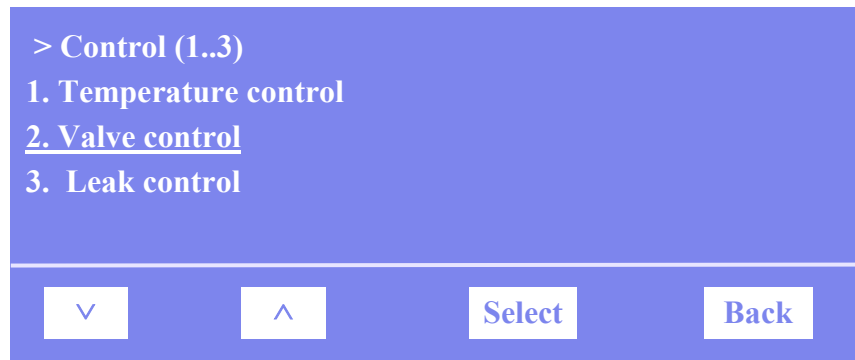 > Control (1..3)
1. Temperature control
2. Valve control
3. Leak control
∨ ∧ Select Back